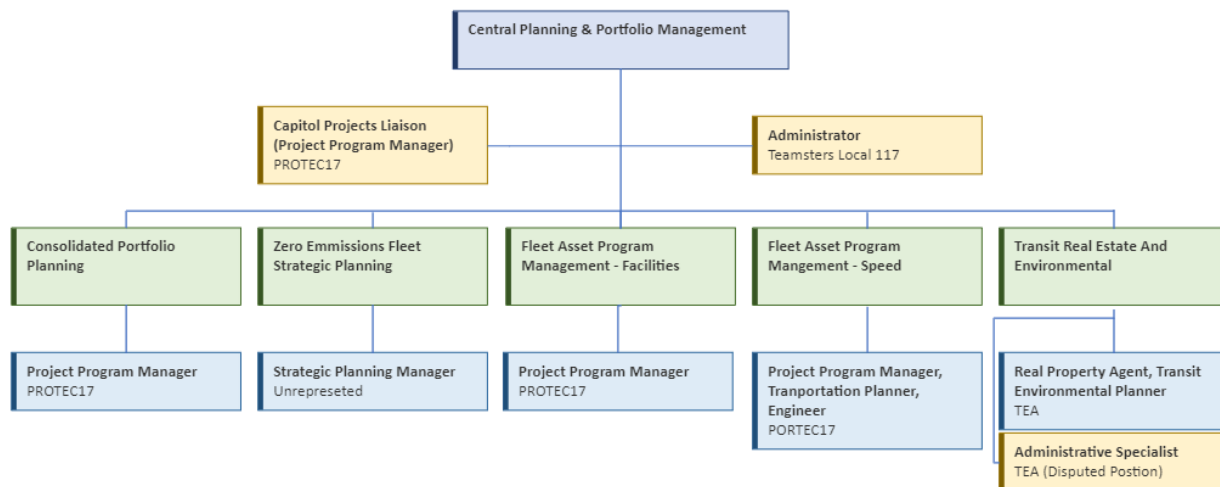 Central Planning & Portfolio Management
Capitol Projects Liaison
(Project Program Manager)
PROTEC17
Administrator
Teamsters Local 117
Consolidated Portfolio
Planning
Zero Emmissions Fleet
Strategic Planning
Fleet Asset Program
Management - Facilities
Fleet Asset Program
Mangement - Speed
Transit Real Estate And
Environmental
Project Program Manager
PROTEC17
Strategic Planning Manager
Unrepreseted
Project Program Manager
PROTEC17
Project Program Manager,
Tranportation Planner,
Engineer
PORTEC17
Real Property Agent, Transit
Environmental Planner
TEA
Administrative Specialist
TEA (Disputed Postion)